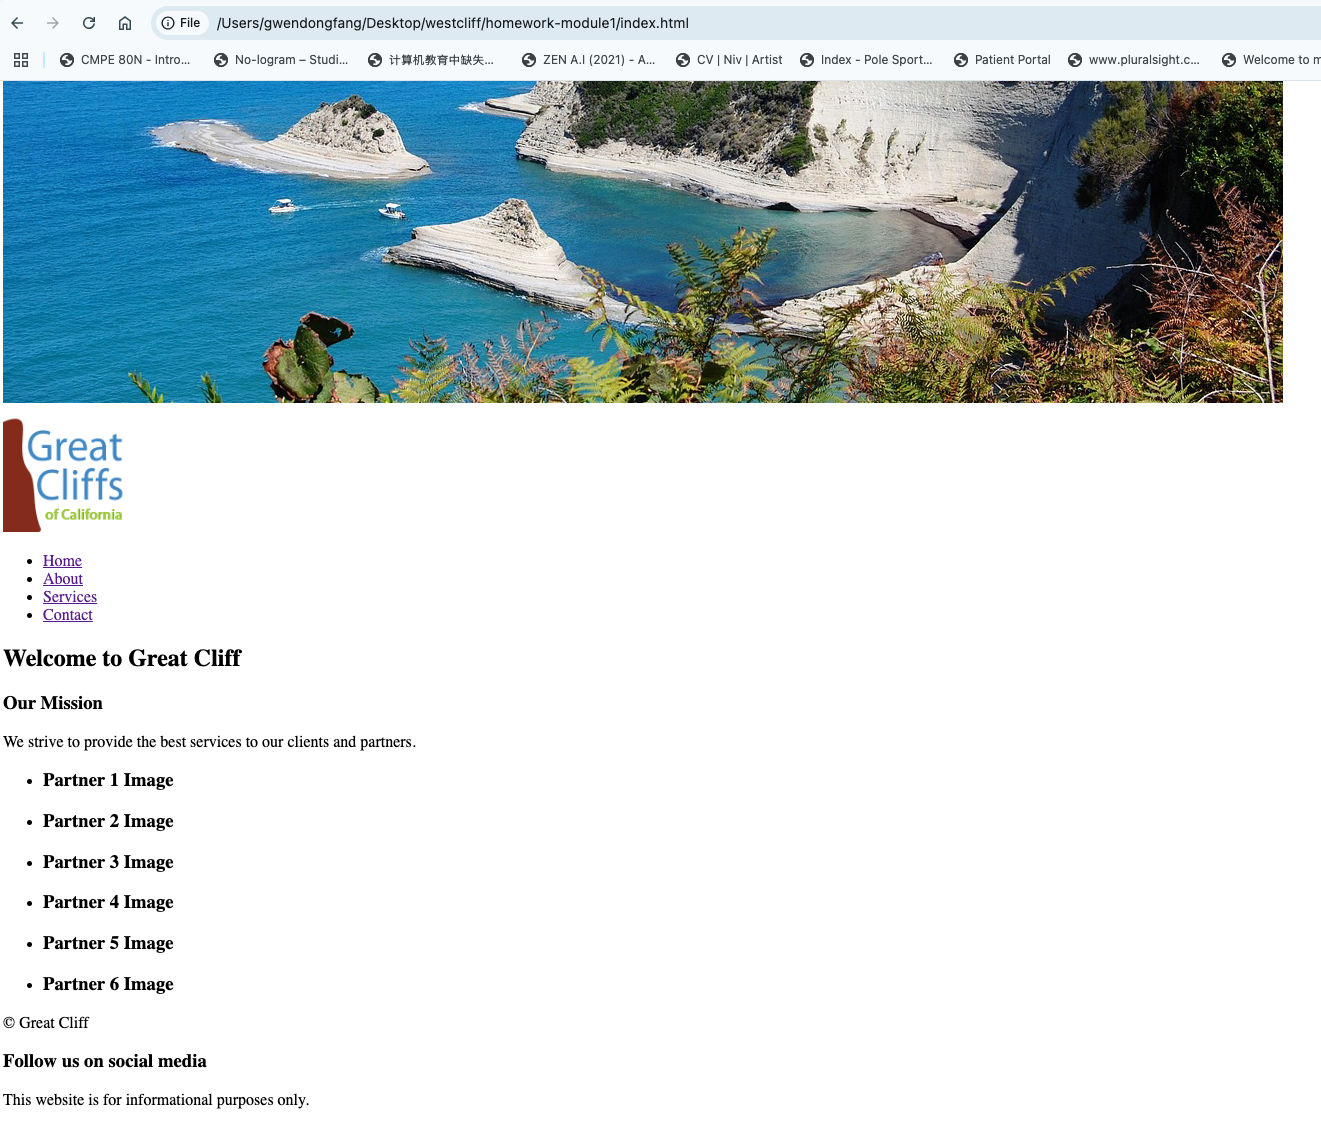 File /Users/gwendongfang/Desktop/westcliff/homework-module1/index.html
CMPE 80N - Intro... No-logram – Studi... 计算机教育中缺失... ZEN A.I (2021) - A... CV | Niv | Artist Index - Pole Sport... Patient Portal www.pluralsight.c... Welcome to m
Great
Cliffs
of California
Home
About
Services
Contact
Welcome to Great Cliff
Our Mission
We strive to provide the best services to our clients and partners.
Partner 1 Image
Partner 2 Image
Partner 3 Image
Partner 4 Image
Partner 5 Image
Partner 6 Image
© Great Cliff
Follow us on social media
This website is for informational purposes only.